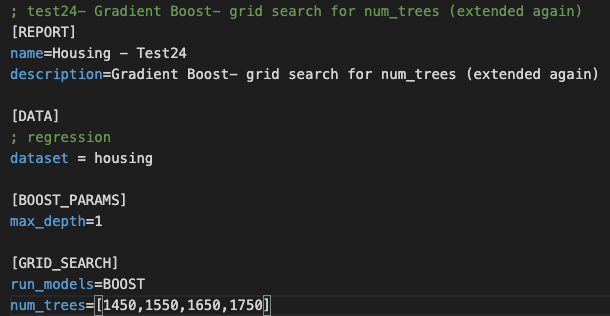 ; test24- Gradient Boost- grid search for num_trees (extended again)
[REPORT]
name=Housing - Test24
description=Gradient Boost- grid search for num_trees (extended again)
[DATA]
; regression
dataset = housing
[BOOST_PARAMS]
max_depth=1
[GRID_SEARCH]
run_models=BOOST
num_trees=[1450,1550,1650,1750]